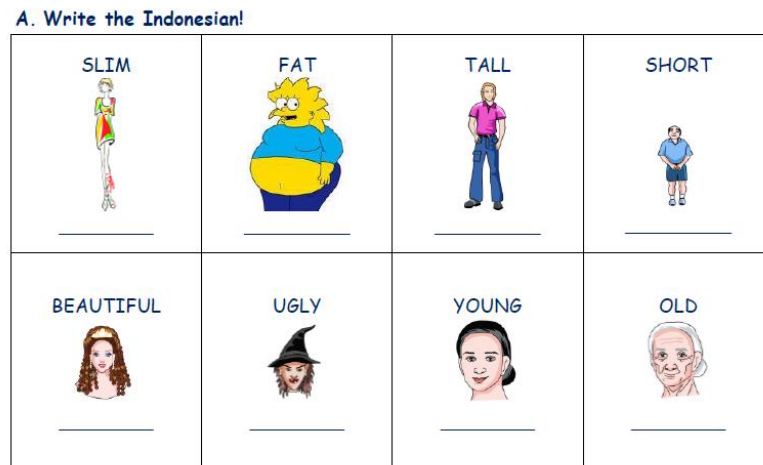 A. Write the Indonesian!
SLIM FAT TALL SHORT
BEAUTIFUL UGLY YOUNG OLD